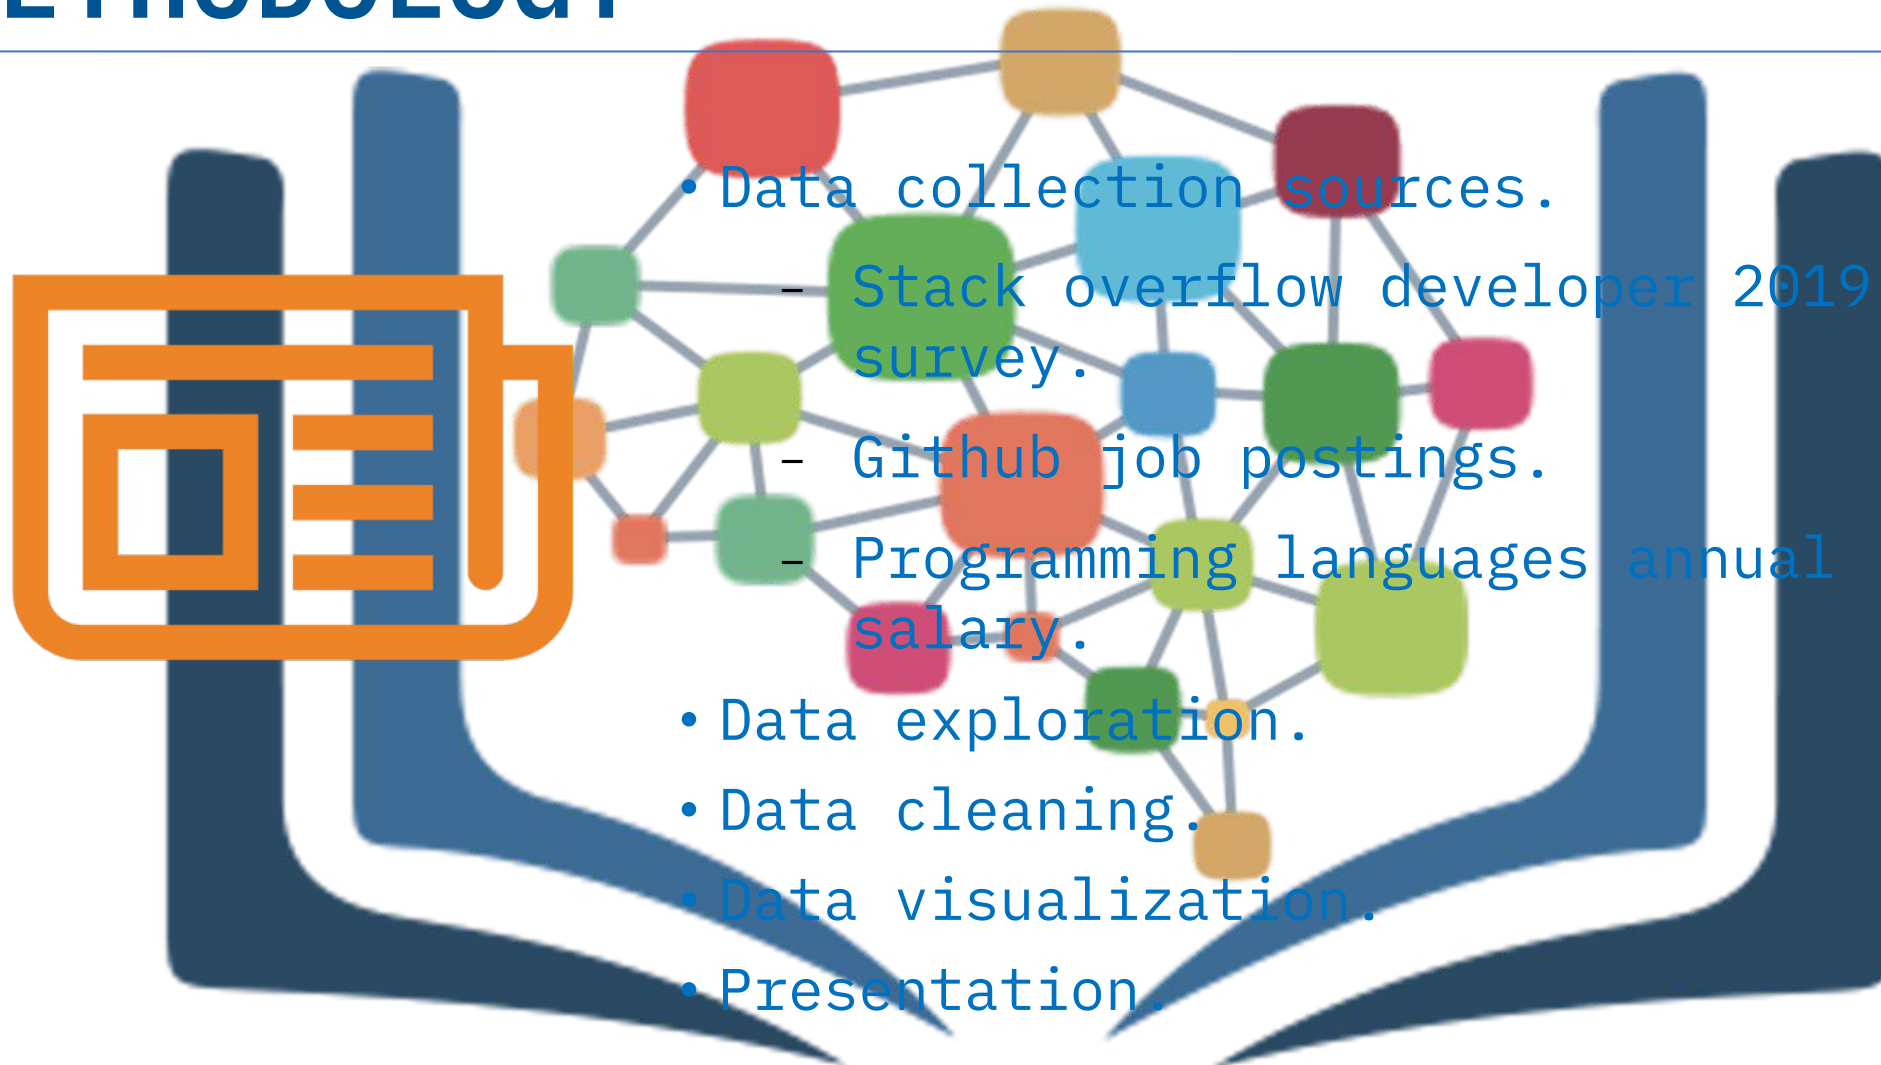 ETHODOLOGY
• Data collection sources.
– Stack overflow developer 2019
survey.
– Github job postings.
– Programming languages annual
salary.
• Data exploration.
• Data cleaning.
• Data visualization.
• Presentation.